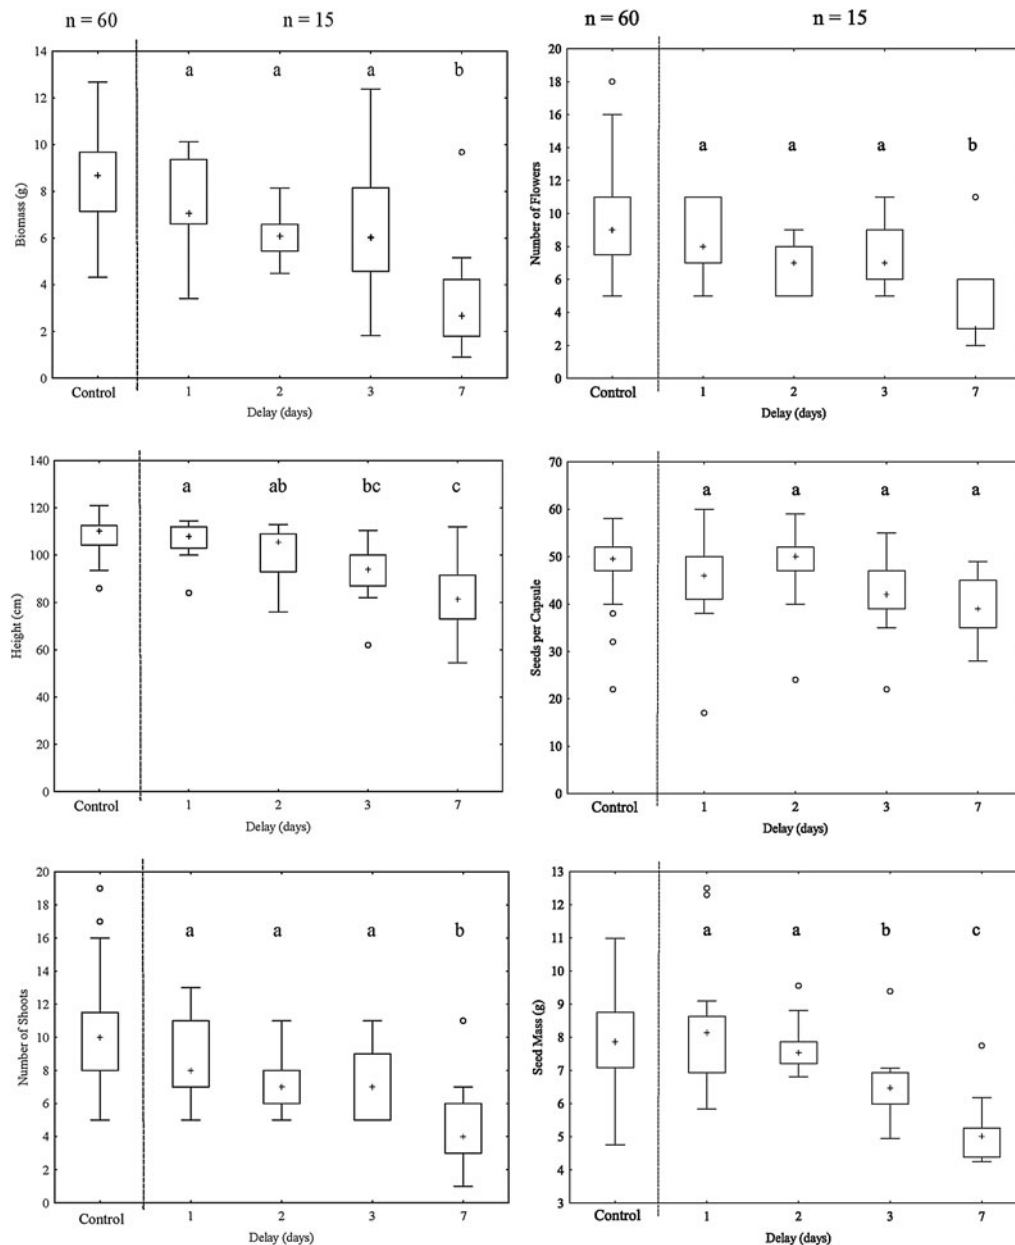 n = 60 n = 15
14
12
10
8
6
4
2
0
Biomass (g)
a a a b
Control 1 2 3 7
Delay (days)
n = 60 n = 15
20
18
16
14
12
10
8
6
4
2
0
Number of Flowers
a a a b
Control 1 2 3 7
Delay (days)
140
120
100
80
60
40
20
0
Height (cm)
a ab bc c
Control 1 2 3 7
Delay (days)
70
60
50
40
30
20
10
0
Seeds per Capsule
a a a a
Control 1 2 3 7
Delay (days)
20
18
16
14
12
10
8
6
4
2
0
Number of Shoots
a a a b
Control 1 2 3 7
Delay (days)
13
12
11
10
9
8
7
6
5
4
3
Seed Mass (g)
a a b c
Control 1 2 3 7
Delay (days)